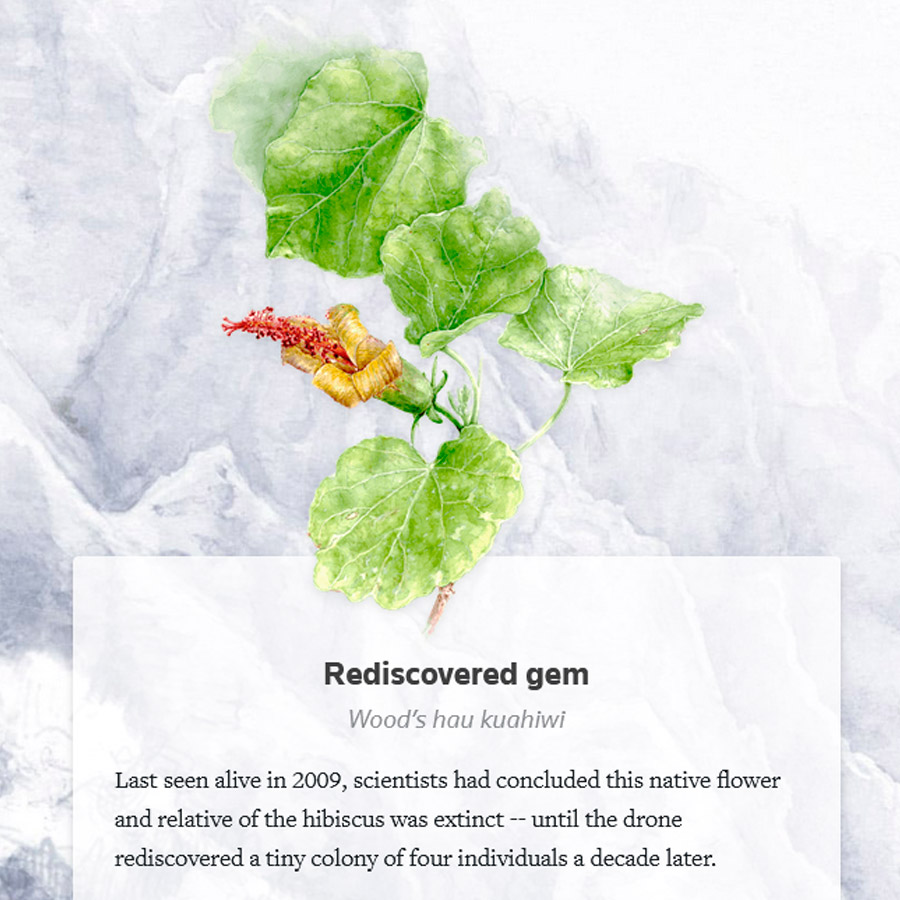 Rediscovered gem
Wood’s hau kuahiwi
Last seen alive in 2009, scientists had concluded this native flower
and relative of the hibiscus was extinct -- until the drone
rediscovered a tiny colony of four individuals a decade later.